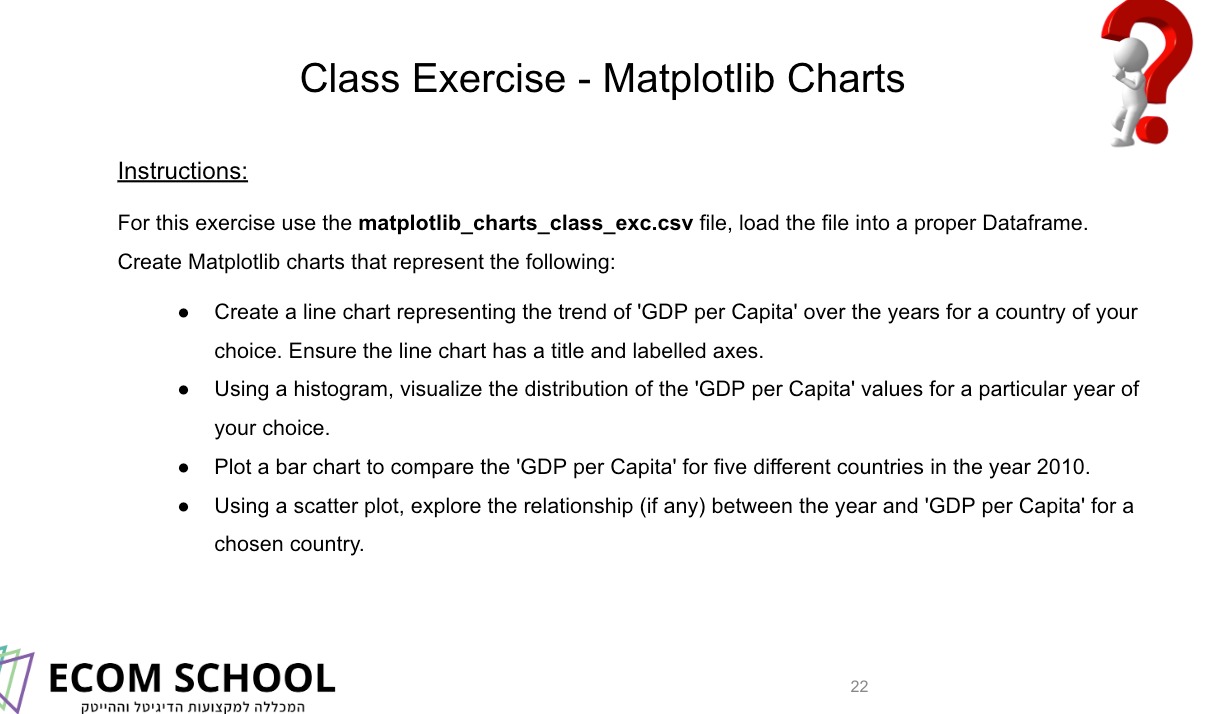 Class Exercise - Matplotlib Charts
Instructions:
For this exercise use the matplotlib_charts_class_exc.csv file, load the file into a proper Dataframe.
Create Matplotlib charts that represent the following:
● Create a line chart representing the trend of 'GDP per Capita' over the years for a country of your
choice. Ensure the line chart has a title and labelled axes.
● Using a histogram, visualize the distribution of the 'GDP per Capita' values for a particular year of
your choice.
● Plot a bar chart to compare the 'GDP per Capita' for five different countries in the year 2010.
● Using a scatter plot, explore the relationship (if any) between the year and 'GDP per Capita' for a
chosen country.
ECOM SCHOOL
המכללה למקצועות הדיגיטל וההייטק
22